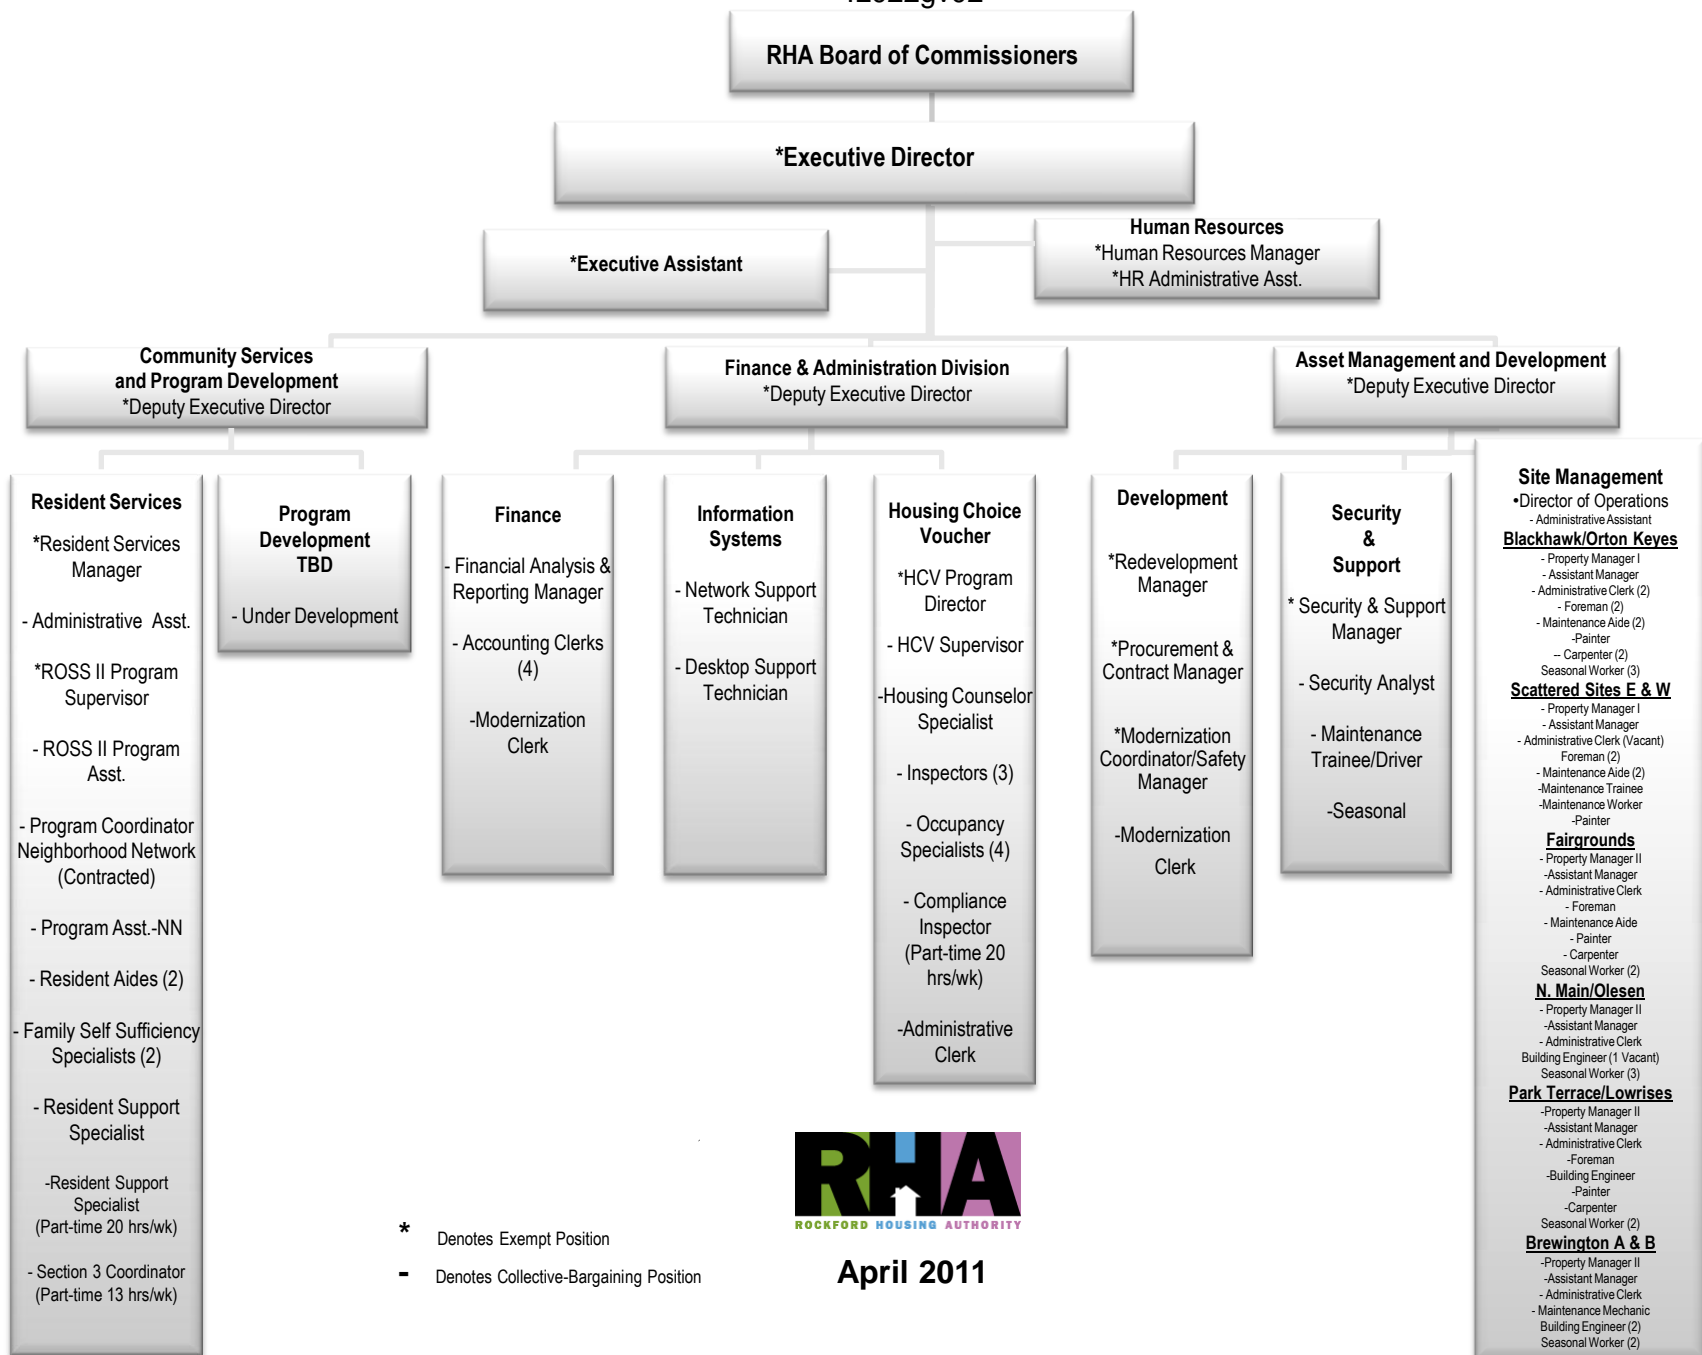 RHA Board of Commissioners
*Executive Director
*Executive Assistant
Human Resources
*Human Resources Manager
*HR Administrative Asst.
Community Services
and Program Development
*Deputy Executive Director
Finance & Administration Division
*Deputy Executive Director
Asset Management and Development
*Deputy Executive Director
Resident Services
*Resident Services
Manager
- Administrative Asst.
*ROSS II Program
Supervisor
- ROSS II Program
Asst.
- Program Coordinator
Neighborhood Network
(Contracted)
- Program Asst.-NN
- Resident Aides (2)
- Family Self Sufficiency
Specialists (2)
- Resident Support
Specialist
-Resident Support
Specialist
(Part-time 20 hrs/wk)
- Section 3 Coordinator
(Part-time 13 hrs/wk)
Program
Development
TBD
- Under Development
Finance
- Financial Analysis &
Reporting Manager
- Accounting Clerks
(4)
-Modernization
Clerk
Information
Systems
- Network Support
Technician
- Desktop Support
Technician
Housing Choice
Voucher
*HCV Program
Director
- HCV Supervisor
-Housing Counselor
Specialist
- Inspectors (3)
- Occupancy
Specialists (4)
- Compliance
Inspector
(Part-time 20
hrs/wk)
-Administrative
Clerk
Development
*Redevelopment
Manager
*Procurement &
Contract Manager
*Modernization
Coordinator/Safety
Manager
-Modernization
Clerk
Security
&
Support
* Security & Support
Manager
- Security Analyst
- Maintenance
Trainee/Driver
-Seasonal
Site Management
•Director of Operations
- Administrative Assistant
Blackhawk/Orton Keyes
- Property Manager I
- Assistant Manager
- Administrative Clerk (2)
- Foreman (2)
- Maintenance Aide (2)
-Painter
-- Carpenter (2)
Seasonal Worker (3)
Scattered Sites E & W
- Property Manager I
- Assistant Manager
- Administrative Clerk (Vacant)
Foreman (2)
- Maintenance Aide (2)
-Maintenance Trainee
-Maintenance Worker
-Painter
Fairgrounds
- Property Manager II
-Assistant Manager
- Administrative Clerk
- Foreman
- Maintenance Aide
- Painter
- Carpenter
Seasonal Worker (2)
N. Main/Olesen
- Property Manager II
-Assistant Manager
- Administrative Clerk
Building Engineer (1 Vacant)
Seasonal Worker (3)
Park Terrace/Lowrises
-Property Manager II
-Assistant Manager
- Administrative Clerk
-Foreman
-Building Engineer
-Painter
-Carpenter
Seasonal Worker (2)
Brewington A & B
-Property Manager II
-Assistant Manager
- Administrative Clerk
- Maintenance Mechanic
Building Engineer (2)
Seasonal Worker (2)
* Denotes Exempt Position
- Denotes Collective-Bargaining Position
RHA
ROCKFORD HOUSING AUTHORITY
April 2011